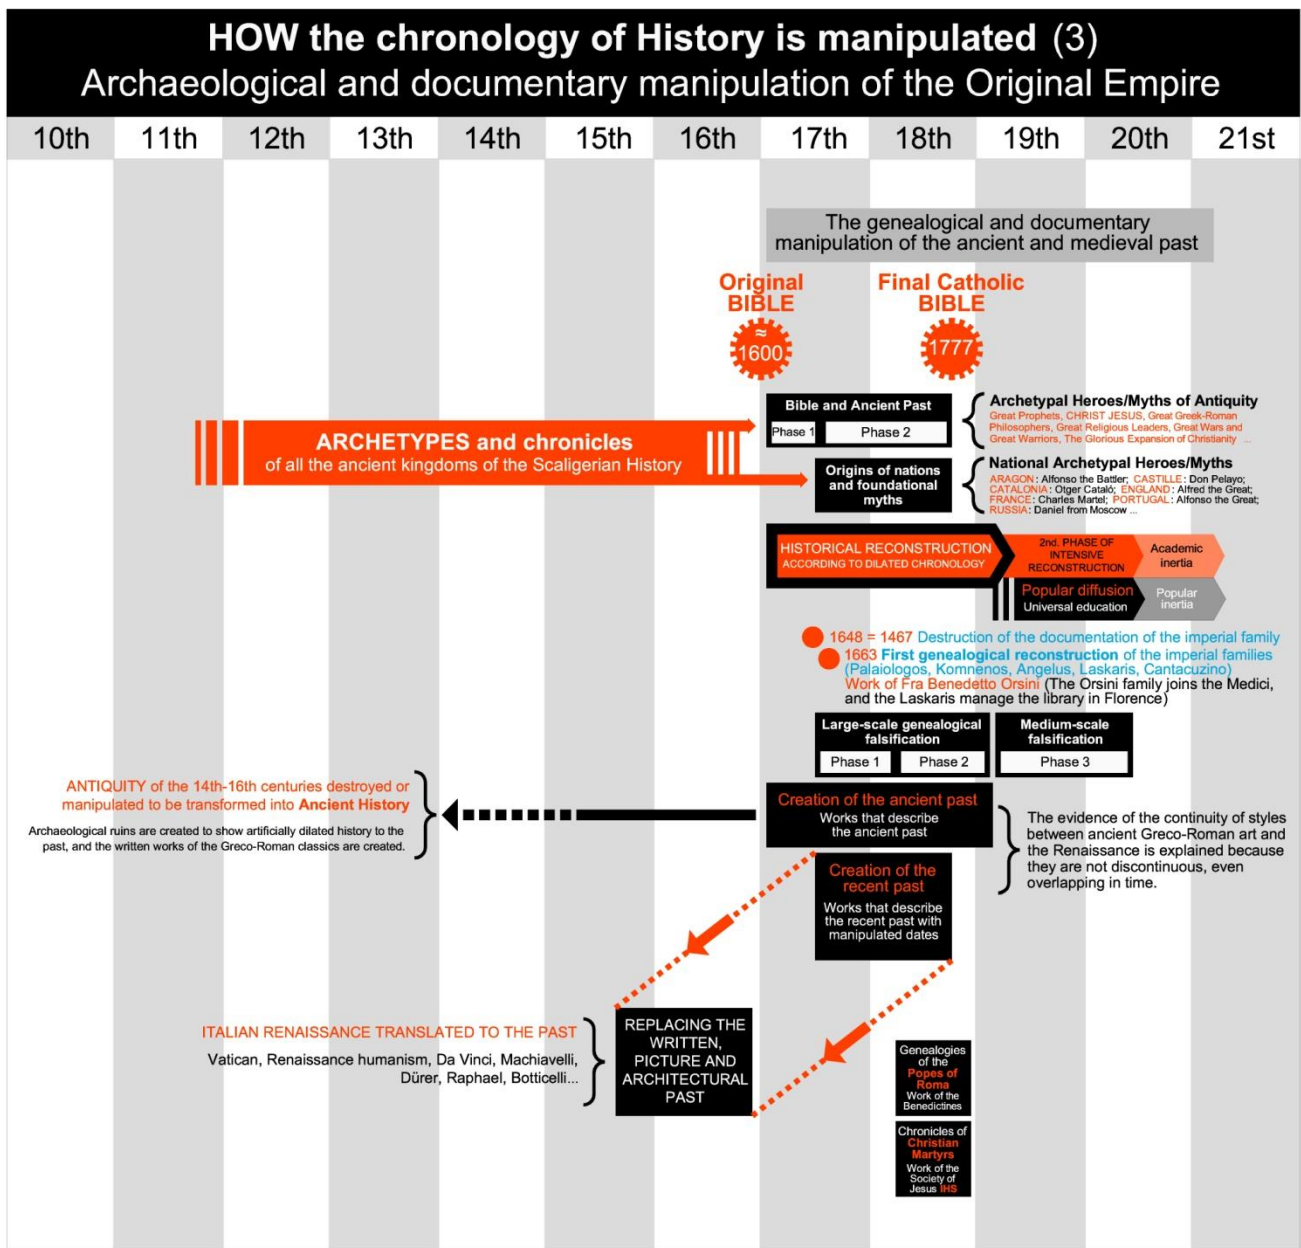 HOW the chronology of History is manipulated (3)
Archaeological and documentary manipulation of the Original Empire
10th 11th 12th 13th 14th 15th 16th 17th 18th 19th 20th 21st
The genealogical and documentary
manipulation of the ancient and medieval past
Original
BIBLE
≈
1600
Final Catholic
BIBLE
1777
ARCHETYPES and chronicles
of all the ancient kingdoms of the Scaligerian History
Bible and Ancient Past
Phase 1 Phase 2
Archetypal Heroes/Myths of Antiquity
Great Prophets, CHRIST JESUS, Great Greek-Roman
Philosophers, Great Religious Leaders, Great Wars and
Great Warriors, The Glorious Expansion of Christianity ...
Origins of nations
and foundational
myths
National Archetypal Heroes/Myths
ARAGON: Alfonso the Battler; CASTILLE: Don Pelayo;
CATALONIA: Otger Cataló; ENGLAND: Alfred the Great;
FRANCE: Charles Martel; PORTUGAL: Alfonso the Great;
RUSSIA: Daniel from Moscow ...
HISTORICAL RECONSTRUCTION
ACCORDING TO DILATED CHRONOLOGY
2nd. PHASE OF
INTENSIVE
RECONSTRUCTION
Academic
inertia
Popular diffusion
Universal education
Popular
inertia
1648 = 1467 Destruction of the documentation of the imperial family
1663 First genealogical reconstruction of the imperial families
(Palaiologos, Komnenos, Angelus, Laskaris, Cantacuzino)
Work of Fra Benedetto Orsini (The Orsini family joins the Medici,
and the Laskaris manage the library in Florence)
Large-scale genealogical
falsification
Phase 1 Phase 2
Medium-scale
falsification
Phase 3
ANTIQUITY of the 14th-16th centuries destroyed or
manipulated to be transformed into Ancient History
Archaeological ruins are created to show artificially dilated history to the
past, and the written works of the Greco-Roman classics are created.
Creation of the ancient past
Works that describe
the ancient past
The evidence of the continuity of styles
between ancient Greco-Roman art and
the Renaissance is explained because
they are not discontinuous, even
overlapping in time.
Creation of the
recent past
Works that describe
the recent past with
manipulated dates
ITALIAN RENAISSANCE TRANSLATED TO THE PAST
Vatican, Renaissance humanism, Da Vinci, Machiavelli,
Dürer, Raphael, Botticelli...
REPLACING THE
WRITTEN,
PICTURE AND
ARCHITECTURAL
PAST
Genealogies
of the
Popes of
Roma
Work of the
Benedictines
Chronicles of
Christian
Martyrs
Work of the
Society of
Jesus IHS